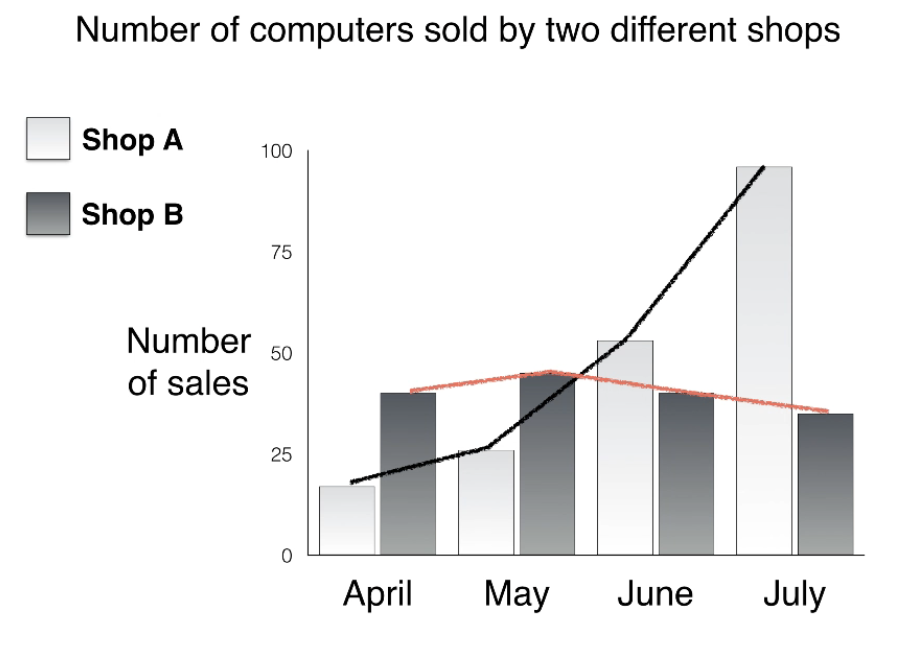 Number of computers sold by two different shops
Shop A
Shop B
Number
of sales
100
75
50
25
0
April May June July